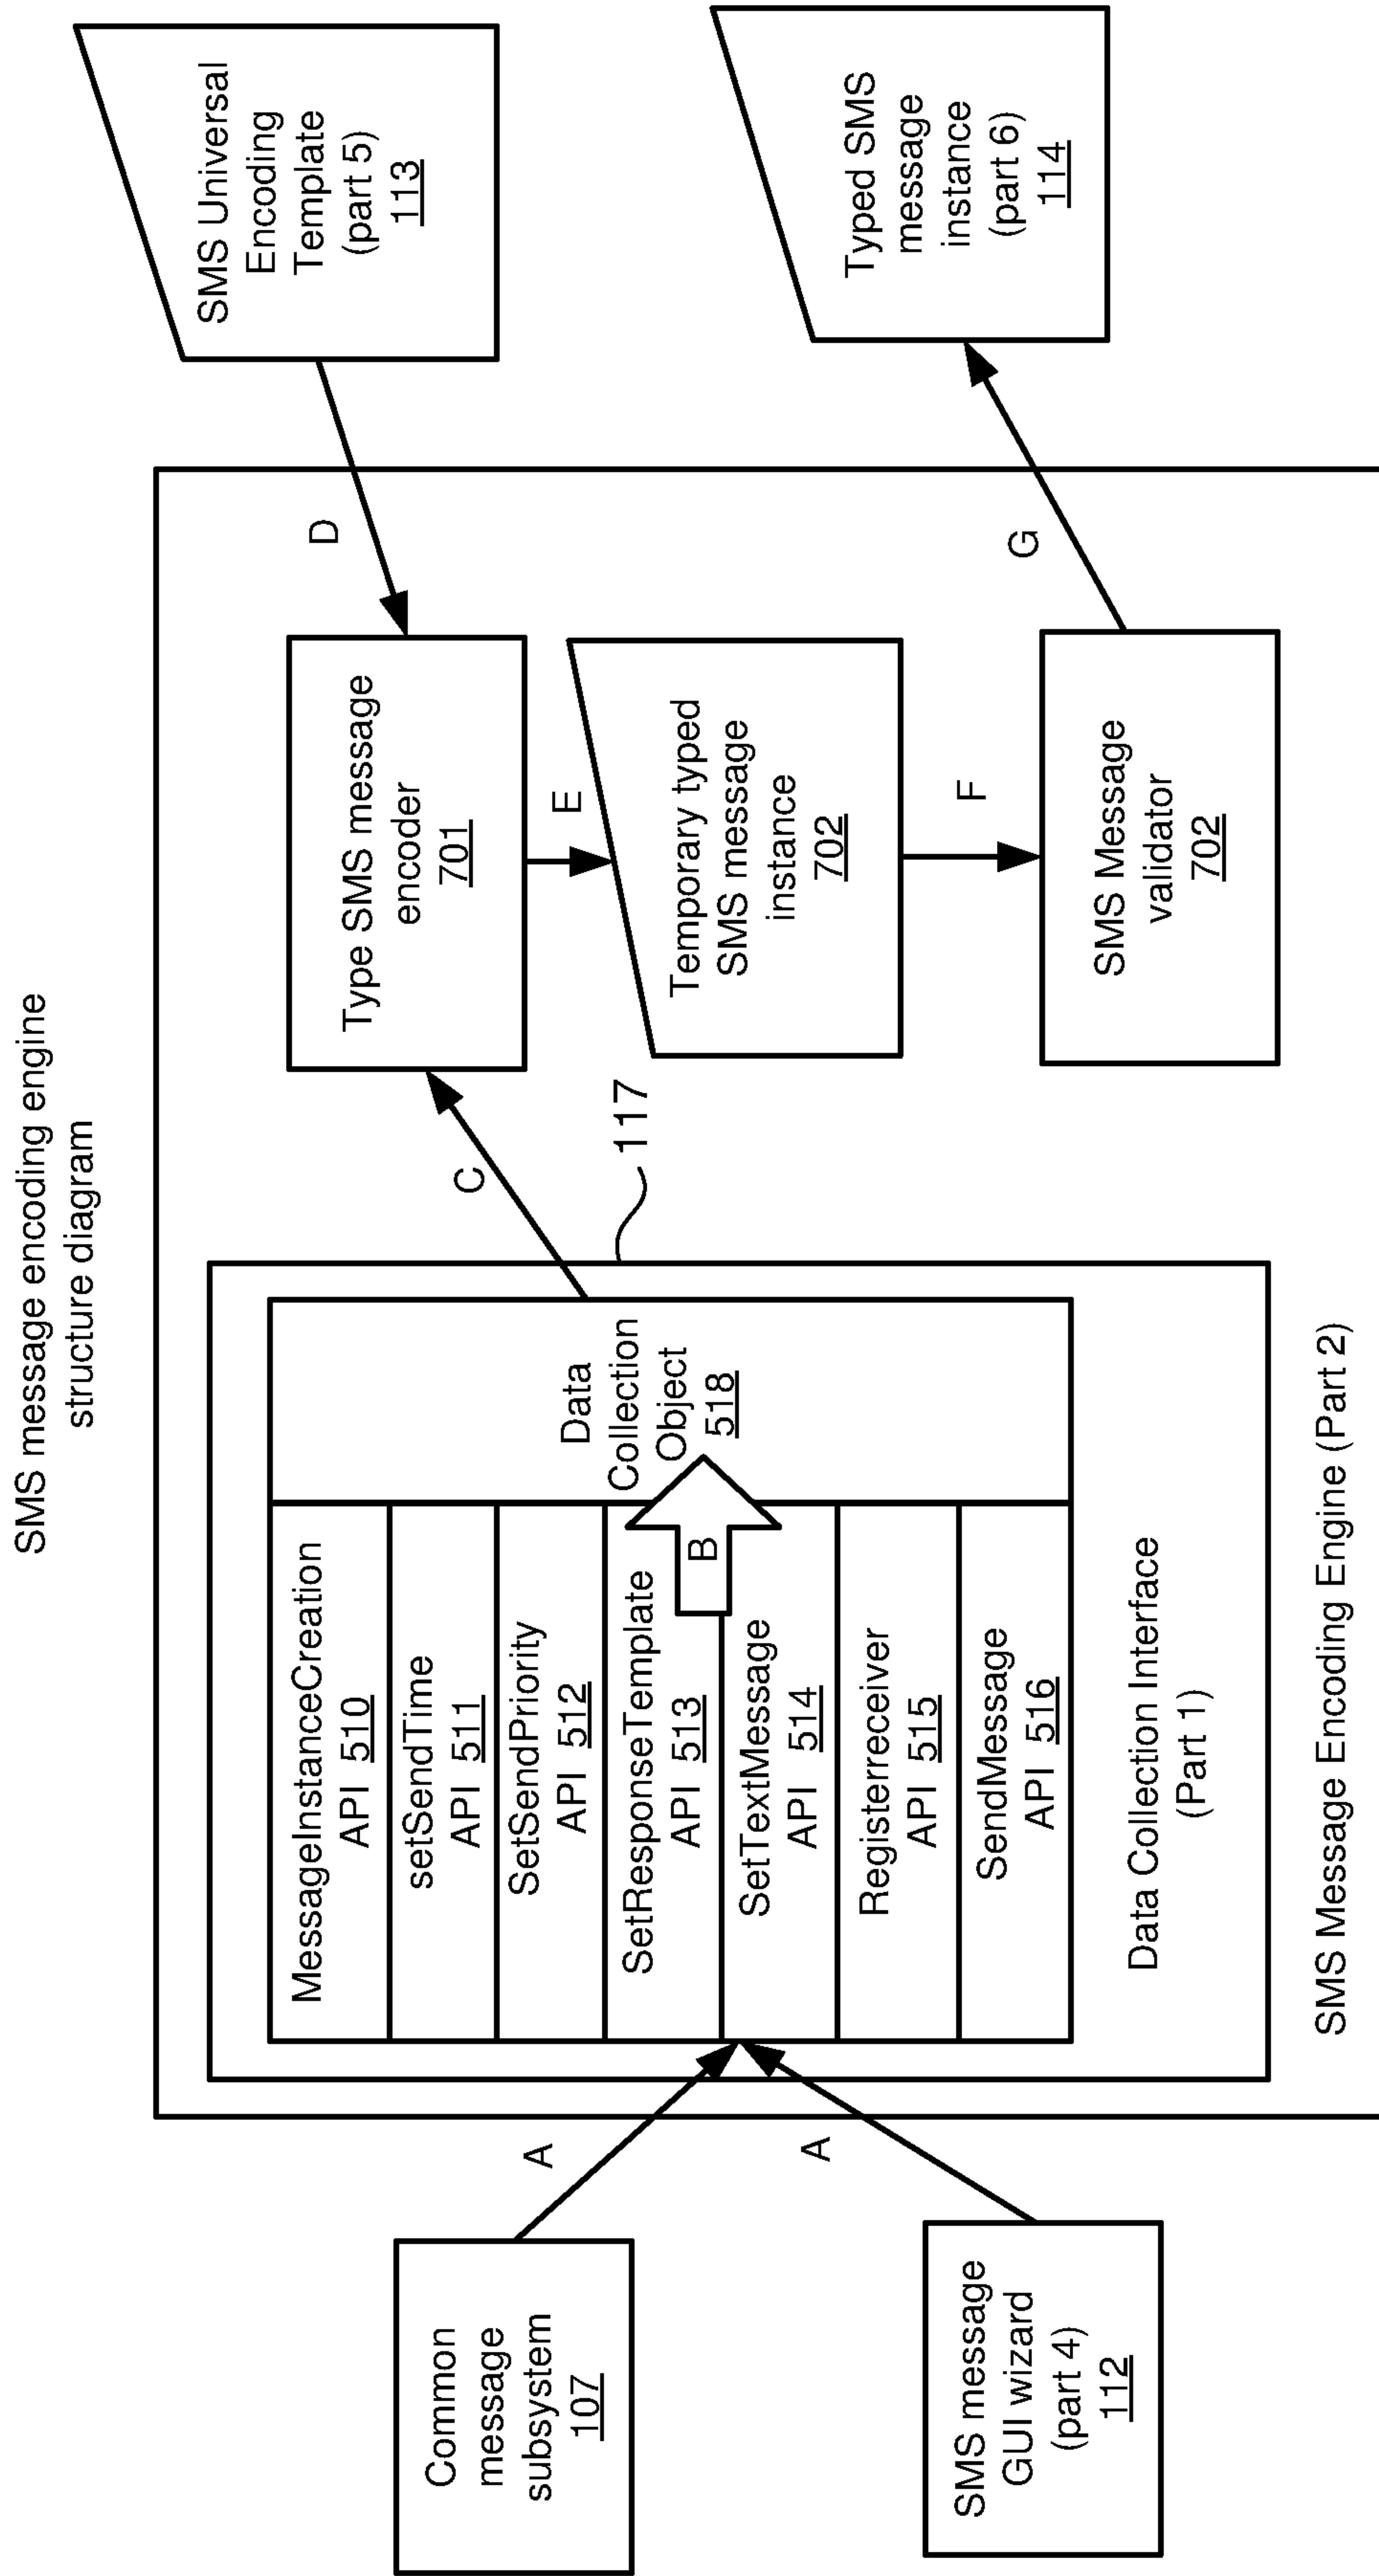 SMS message encoding engine
structure diagram
Common
message
subsystem
107
SMS message
GUI wizard
(part 4)
112
A
A
MessageInstanceCreation
API 510
setSendTime
API 511
SetSendPriority
API 512
SetResponseTemplate
API 513
SetTextMessage
API 514
Registerreceiver
API 515
SendMessage
API 516
B
Data
Collection
Object
518
Data Collection Interface
(Part 1)
117
SMS Message Encoding Engine (Part 2)
C
Type SMS message
encoder
701
E
Temporary typed
SMS message
instance
702
F
SMS Message
validator
702
D
G
SMS Universal
Encoding
Template
(part 5)
113
Typed SMS
message
instance
(part 6)
114